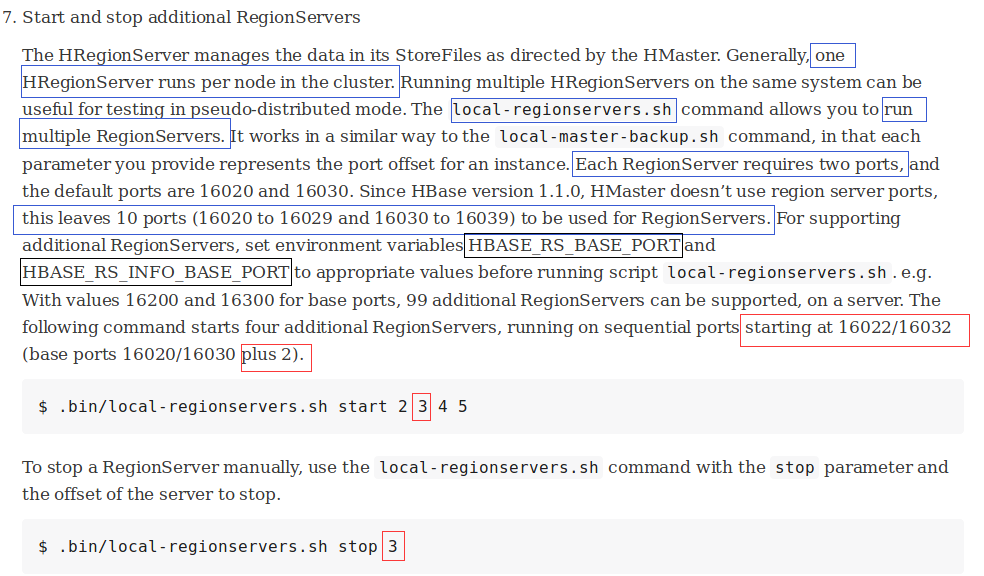 7. Start and stop additional RegionServers
The HRegionServer manages the data in its StoreFiles as directed by the HMaster. Generally, one
HRegionServer runs per node in the cluster. Running multiple HRegionServers on the same system can be
useful for testing in pseudo-distributed mode. The local-regionservers.sh command allows you to run
multiple RegionServers. It works in a similar way to the local-master-backup.sh command, in that each
parameter you provide represents the port offset for an instance. Each RegionServer requires two ports, and
the default ports are 16020 and 16030. Since HBase version 1.1.0, HMaster doesn’t use region server ports,
this leaves 10 ports (16020 to 16029 and 16030 to 16039) to be used for RegionServers. For supporting
additional RegionServers, set environment variables HBASE_RS_BASE_PORT and
HBASE_RS_INFO_BASE_PORT to appropriate values before running script local-regionservers.sh. e.g.
With values 16200 and 16300 for base ports, 99 additional RegionServers can be supported, on a server. The
following command starts four additional RegionServers, running on sequential ports starting at 16022/16032
(base ports 16020/16030 plus 2).
$ .bin/local-regionservers.sh start 2 3 4 5
To stop a RegionServer manually, use the local-regionservers.sh command with the stop parameter and
the offset of the server to stop.
$ .bin/local-regionservers.sh stop 3